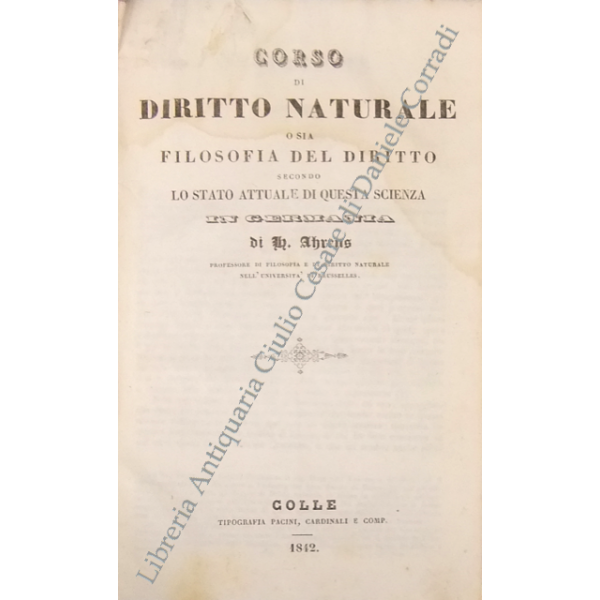 CORSO
DI
DIRITTO NATURALE
O SIA
FILOSOFIA DEL DIRITTO
SECONDO
LO STATO ATTUALE DI QUESTA SCIENZA
IN GERMANIA
di H. Ahrens
PROFESSORE DI FILOSOFIA E DI DIRITTO NATURALE
NELL' UNIVERSITA' DI BRUSSELLES.
COLLE
TIPOGRAFIA PACINI, CARDINALI E COMP.
1842.
Libreria Antiquaria Giulio Cesare di Daniele Corradi